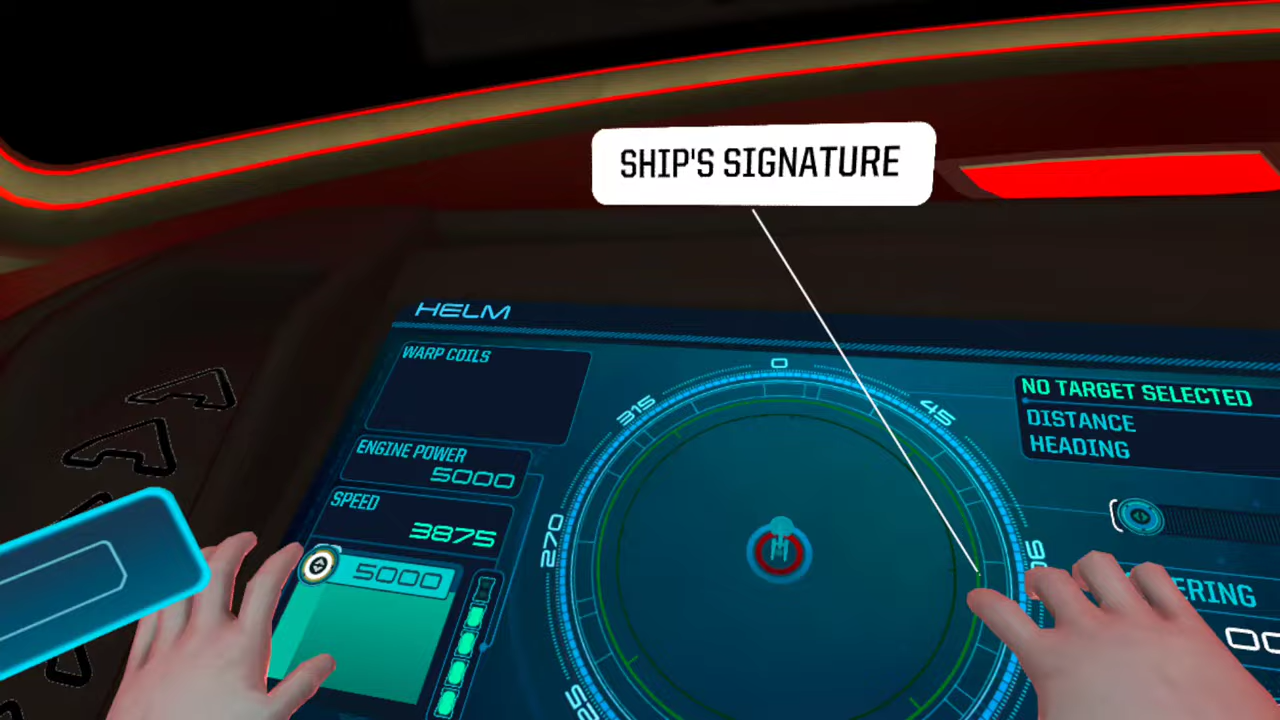 SHIP'S SIGNATURE
HELM
WARP COILS
0
315
45
NO TARGET SELECTED
DISTANCE
HEADING
ENGINE POWER
5000
SPEED
3875
270
5000